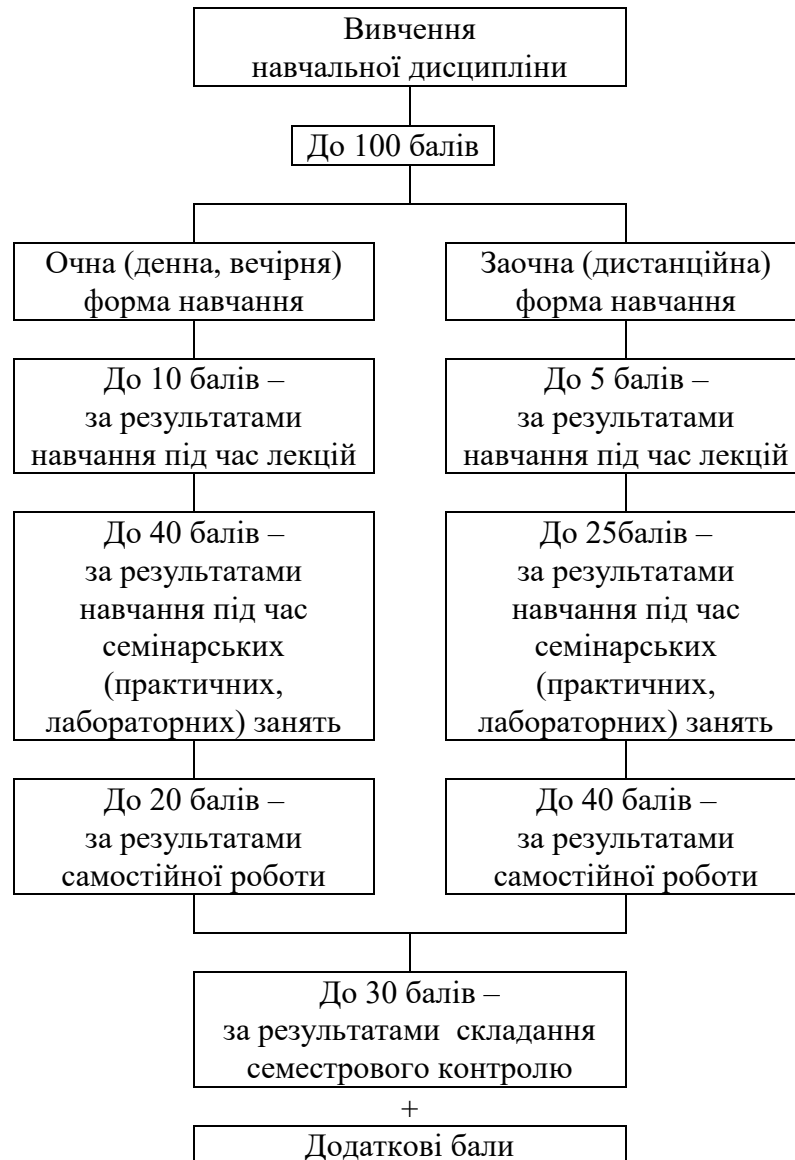 Вивчення
навчальної дисципліни
До 100 балів
Очна (денна, вечірня)
форма навчання
До 10 балів –
за результатами
навчання під час лекцій
До 40 балів –
за результатами
навчання під час
семінарських
(практичних,
лабораторних) занять
До 20 балів –
за результатами
самостійної роботи
Заочна (дистанційна)
форма навчання
До 5 балів –
за результатами
навчання під час лекцій
До 25балів –
за результатами
навчання під час
семінарських
(практичних,
лабораторних) занять
До 40 балів –
за результатами
самостійної роботи
До 30 балів –
за результатами складання
семестрового контролю
+
Додаткові бали